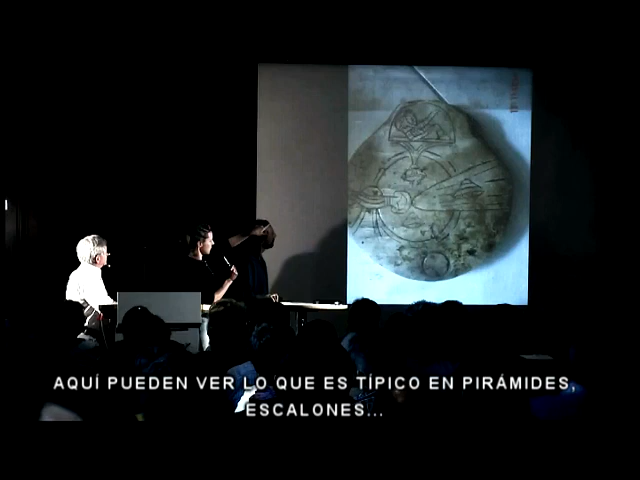 AQUÍ PUEDEN VER LO QUE ES TÍPICO EN PIRÁMIDES,
ESCALONES...